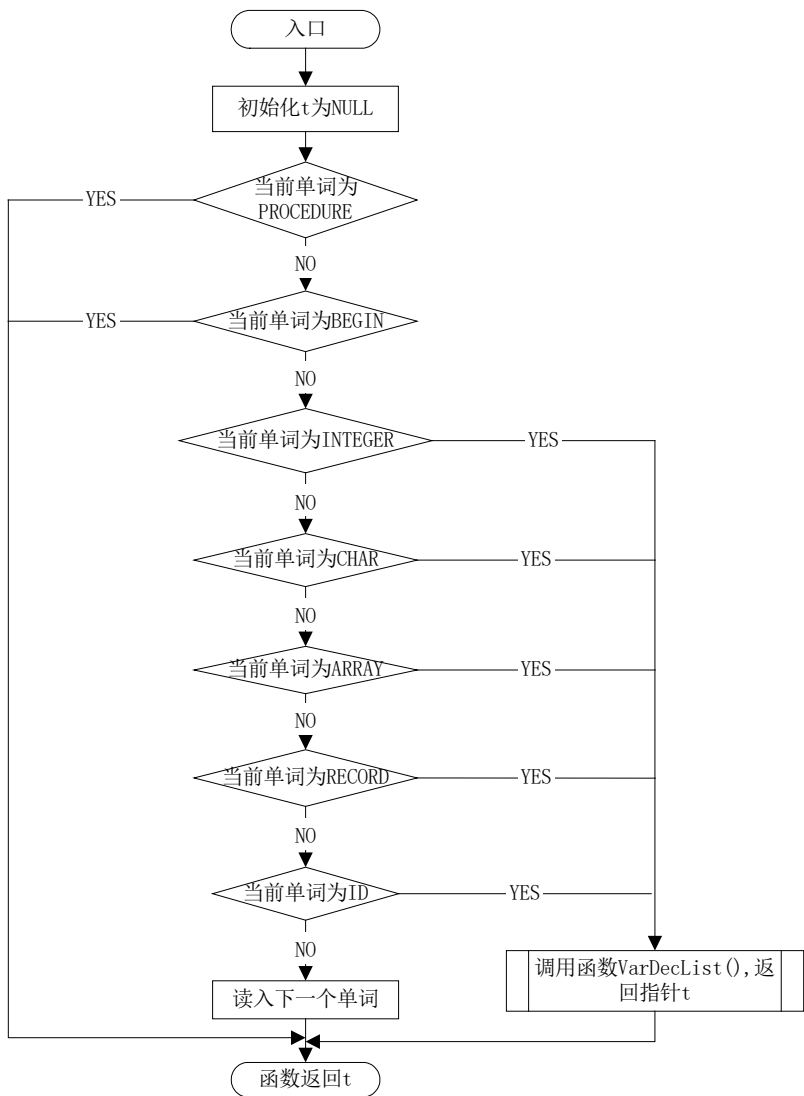 入口
初始化t为NULL
当前单词为
PROCEDURE
YES
NO
当前单词为BEGIN
YES
NO
当前单词为INTEGER
YES
NO
当前单词为CHAR
YES
NO
当前单词为ARRAY
YES
NO
当前单词为RECORD
YES
NO
当前单词为ID
YES
NO
读入下一个单词
调用函数VarDecList(),返
回指针t
函数返回t